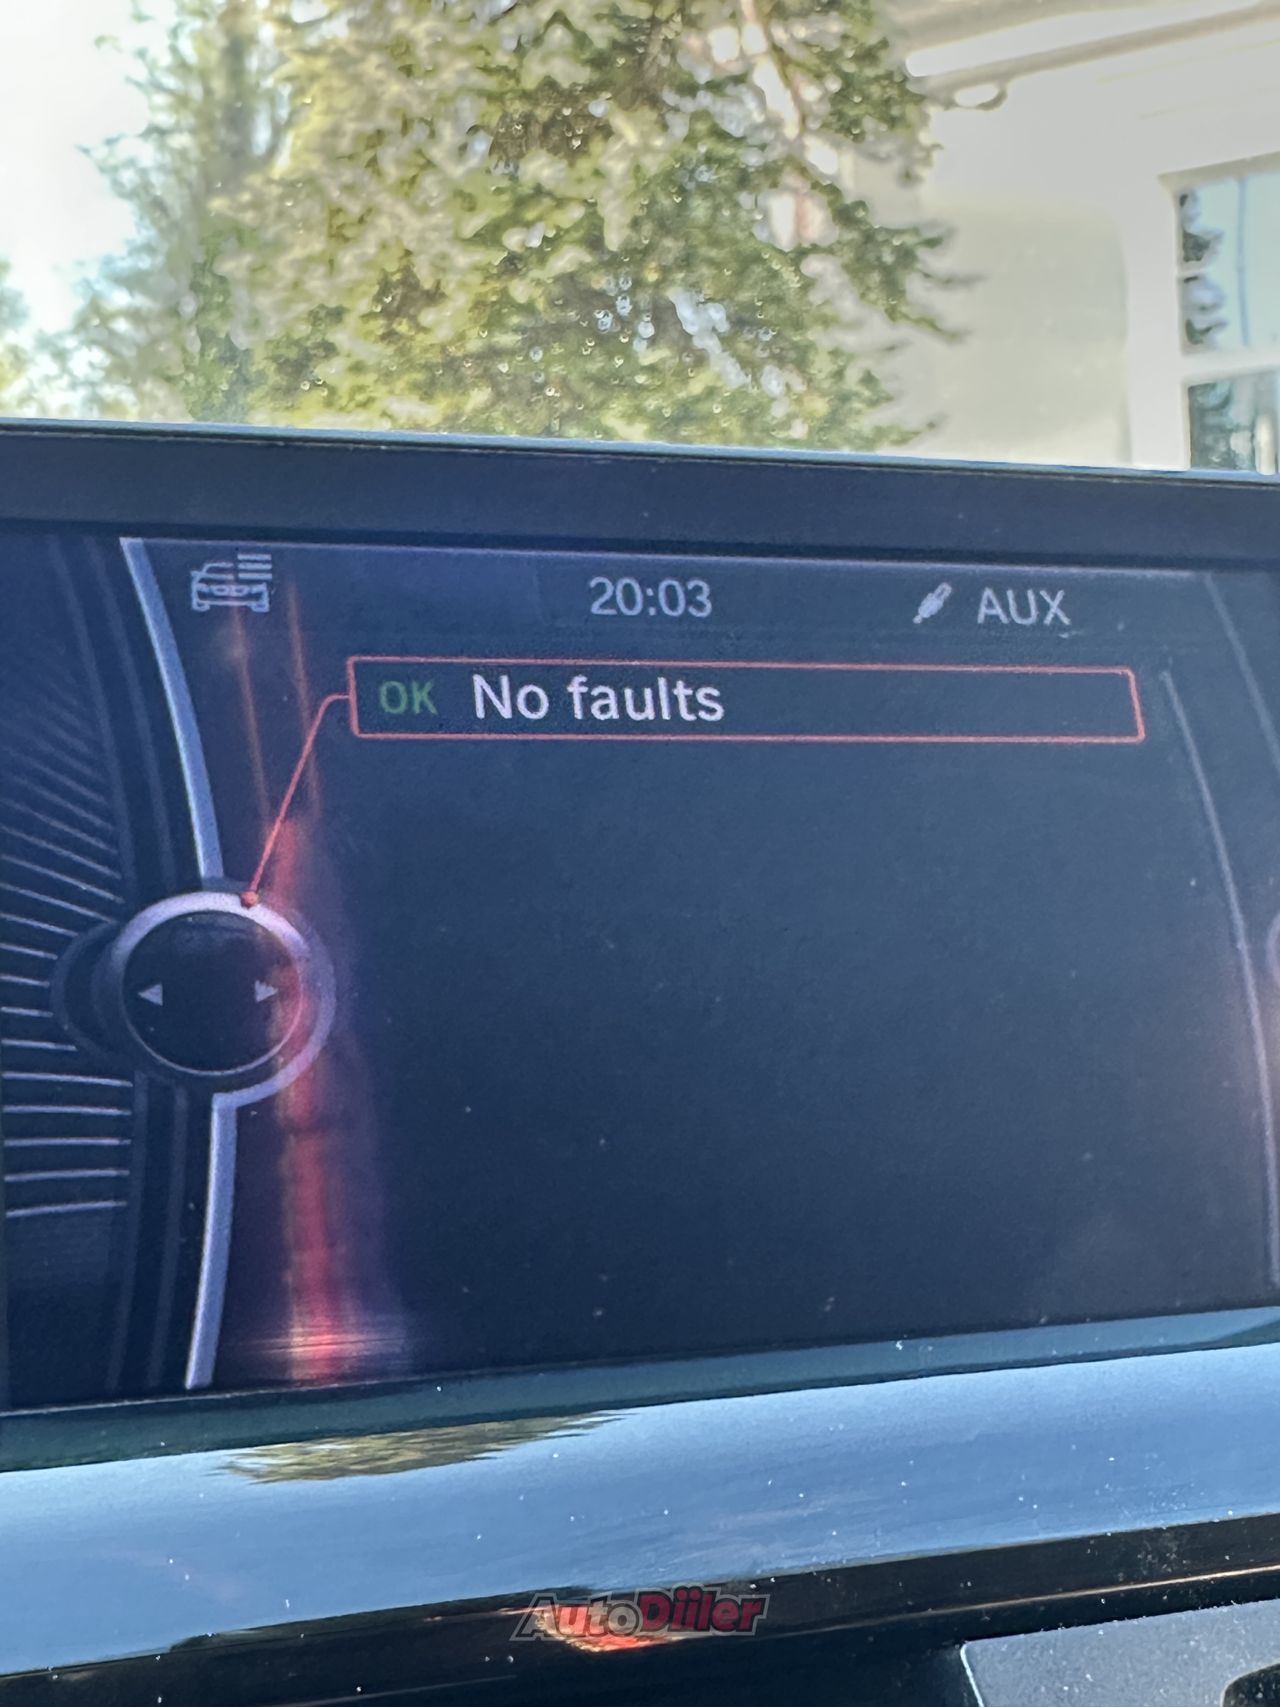 20:03
AUX
OK No faults
AutoDiiler